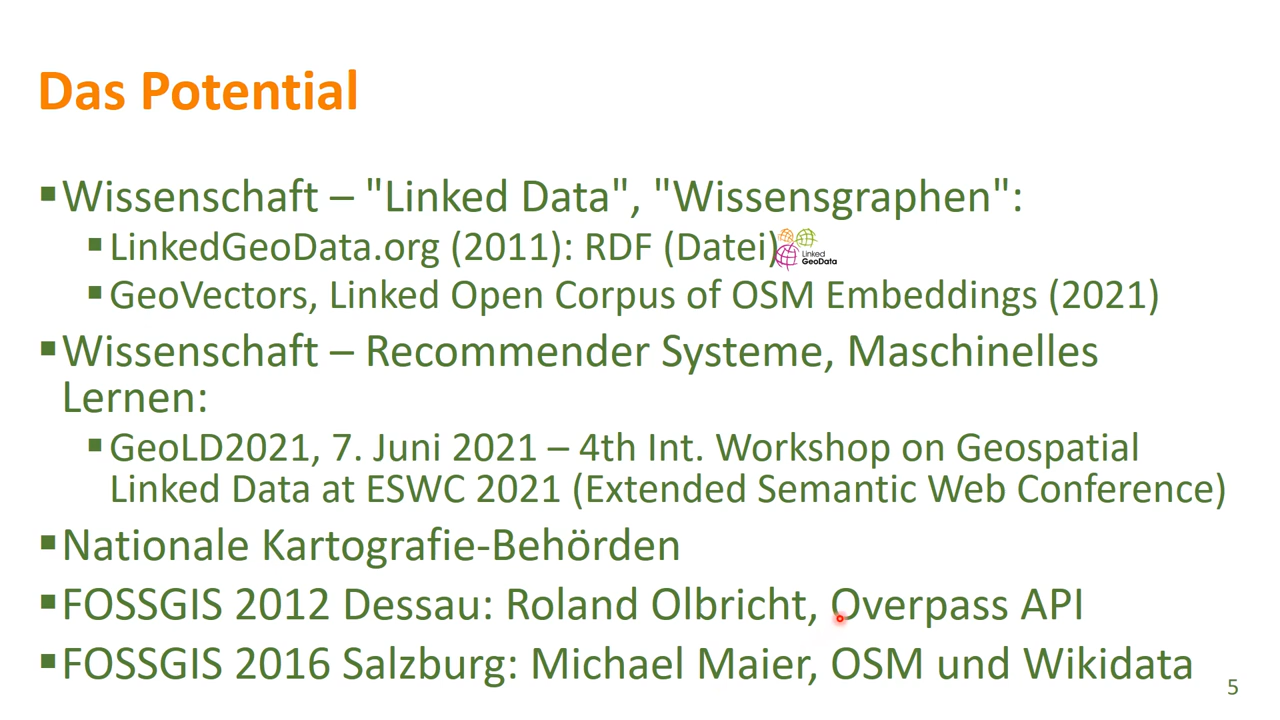 Das Potential
▪Wissenschaft – "Linked Data", "Wissensgraphen":
▪LinkedGeoData.org (2011): RDF (Datei)
Linked
GeoData
▪GeoVectors, Linked Open Corpus of OSM Embeddings (2021)
▪Wissenschaft – Recommender Systeme, Maschinelles
Lernen:
▪GeoLD2021, 7. Juni 2021 – 4th Int. Workshop on Geospatial
Linked Data at ESWC 2021 (Extended Semantic Web Conference)
▪Nationale Kartografie-Behörden
▪FOSSGIS 2012 Dessau: Roland Olbricht, Overpass API
▪FOSSGIS 2016 Salzburg: Michael Maier, OSM und Wikidata
5